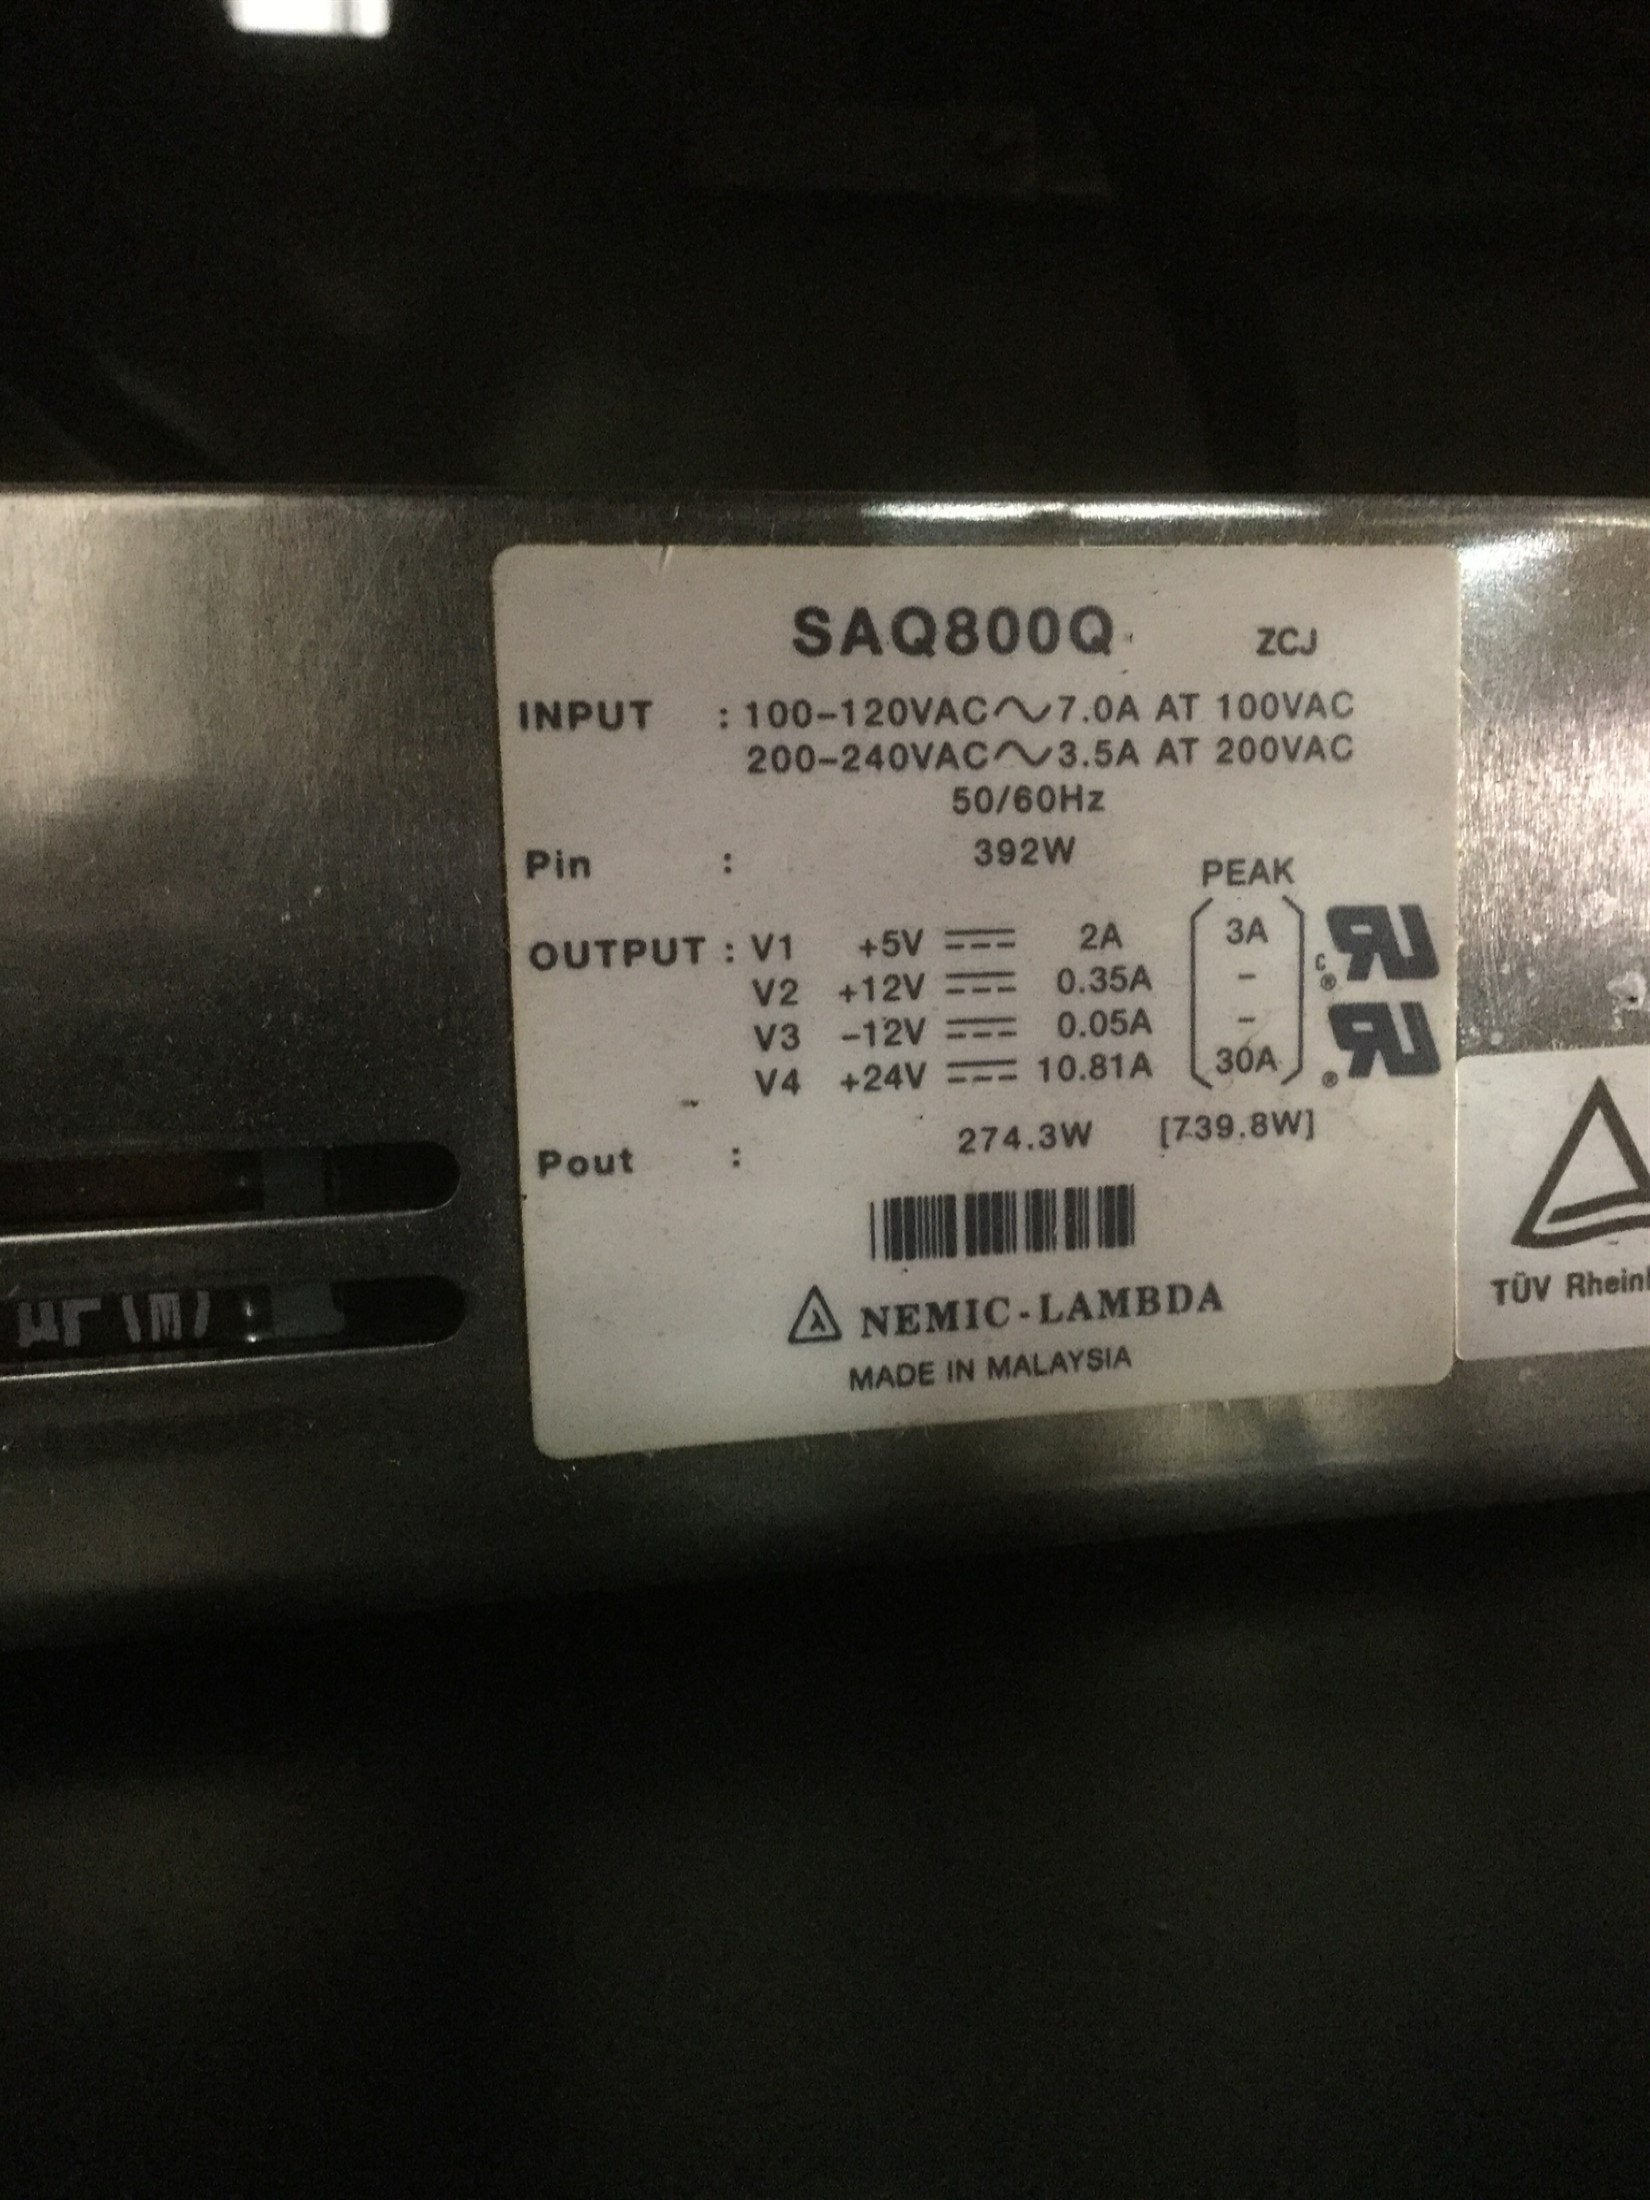 SAQ800Q ZCJ
INPUT : 100-120VAC∿7.0A AT 100VAC
200-240VAC∿3.5A AT 200VAC
50/60Hz
Pin : 392W
PEAK
OUTPUT : V1 +5V ⎓ 2A 3A
V2 +12V ⎓ 0.35A –
V3 -12V ⎓ 0.05A –
V4 +24V ⎓ 10.81A 30A
Pout : 274.3W [739.8W]
NEMIC-LAMBDA
MADE IN MALAYSIA
TÜV